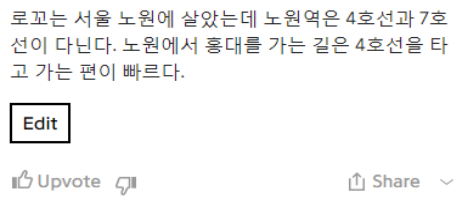 로꼬는 서울 노원에 살았는데 노원역은 4호선과 7호
선이 다닌다. 노원에서 홍대를 가는 길은 4호선을 타
고 가는 편이 빠르다.
Edit
Upvote
Share